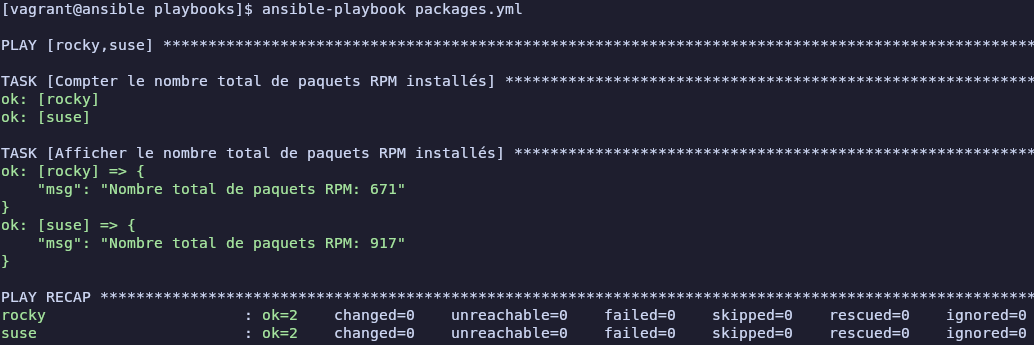 [vagrant@ansible playbooks]$ ansible-playbook packages.yml
PLAY [rocky,suse] *************************************************************************************************
TASK [Compter le nombre total de paquets RPM installés] ***********************************************************
ok: [rocky]
ok: [suse]
TASK [Afficher le nombre total de paquets RPM installés] **********************************************************
ok: [rocky] => {
    "msg": "Nombre total de paquets RPM: 671"
}
ok: [suse] => {
    "msg": "Nombre total de paquets RPM: 917"
}
PLAY RECAP ********************************************************************************************************
rocky                      : ok=2    changed=0    unreachable=0    failed=0    skipped=0    rescued=0    ignored=0
suse                       : ok=2    changed=0    unreachable=0    failed=0    skipped=0    rescued=0    ignored=0